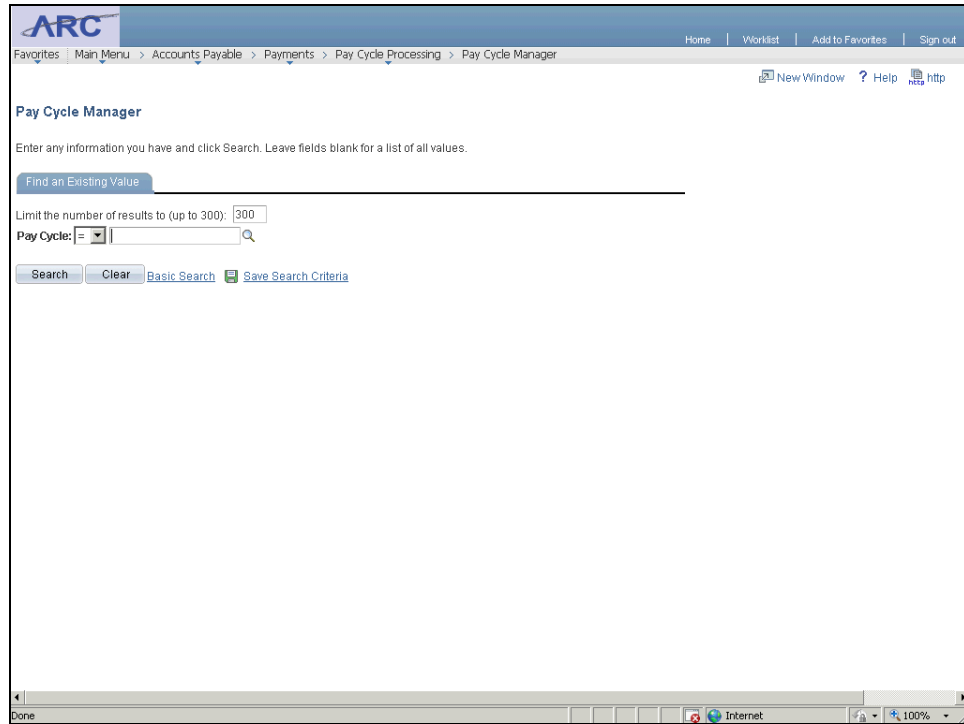 ARC
Home | Worklist | Add to Favorites | Sign out
Favorites Main Menu > Accounts Payable > Payments > Pay Cycle Processing > Pay Cycle Manager
New Window ? Help http http
Pay Cycle Manager
Enter any information you have and click Search. Leave fields blank for a list of all values.
Find an Existing Value
Limit the number of results to (up to 300): 300
Pay Cycle: =
Search Clear Basic Search Save Search Criteria
Done Internet 100%